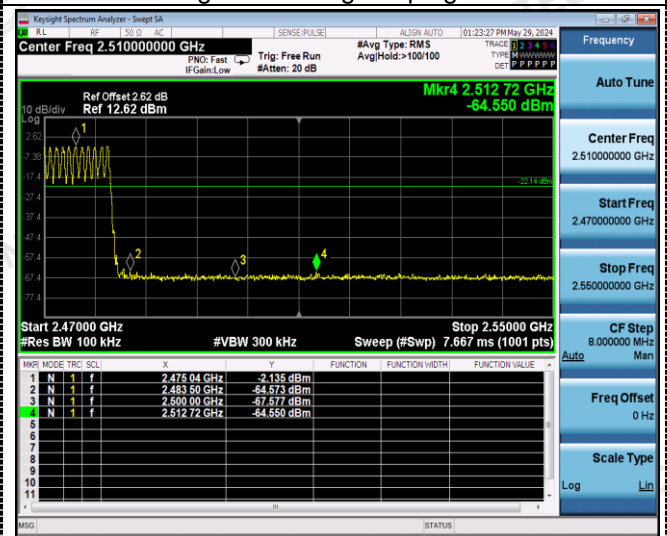 Keysight Spectrum Analyzer - Swept SA
RL RF 50 Ω AC SENSE:PULSE ALIGN AUTO 01:23:27 PM May 29, 2024
Center Freq 2.510000000 GHz
PNO: Fast
IFGain:Low
Trig: Free Run
#Atten: 20 dB
#Avg Type: RMS
Avg|Hold:>100/100
TRACE 1 2 3 4 5 6
TYPE M W W W W W
DET P P P P P P
Ref Offset 2.62 dB
10 dB/div Ref 12.62 dBm
Log
Mkr4 2.512 72 GHz
-64.550 dBm
2.62
-7.38
-17.4
-27.4
-37.4
-47.4
-57.4
-67.4
-77.4
1
2
3
4
-22.14 dBm
Start 2.47000 GHz Stop 2.55000 GHz
#Res BW 100 kHz #VBW 300 kHz Sweep (#Swp) 7.667 ms (1001 pts)
MKR MODE TRC SCL X Y FUNCTION FUNCTION WIDTH FUNCTION VALUE
1 N 1 f 2.475 04 GHz -2.135 dBm
2 N 1 f 2.483 50 GHz -64.573 dBm
3 N 1 f 2.500 00 GHz -67.577 dBm
4 N 1 f 2.512 72 GHz -64.550 dBm
5
6
7
8
9
10
11
MSG STATUS
Frequency
Auto Tune
Center Freq
2.510000000 GHz
Start Freq
2.470000000 GHz
Stop Freq
2.550000000 GHz
CF Step
8.000000 MHz
Auto Man
Freq Offset
0 Hz
Scale Type
Log Lin